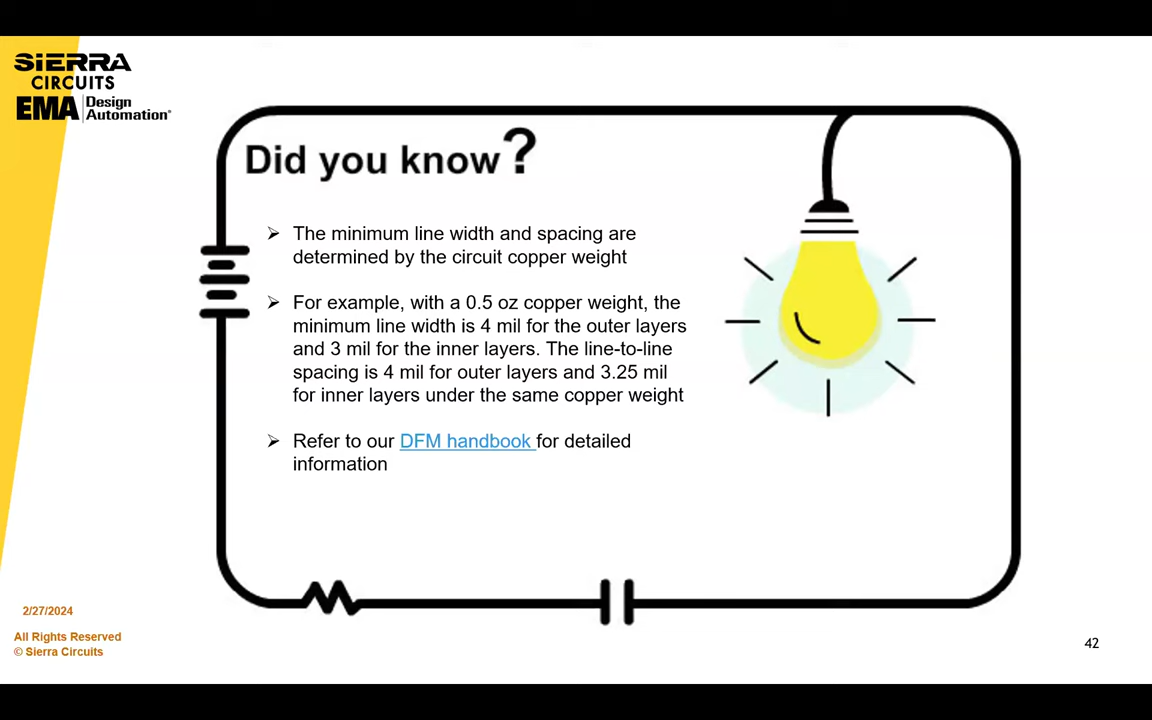 SIERRA
CIRCUITS
EMA Design
Automation®
Did you know?
➢ The minimum line width and spacing are
determined by the circuit copper weight
➢ For example, with a 0.5 oz copper weight, the
minimum line width is 4 mil for the outer layers
and 3 mil for the inner layers. The line-to-line
spacing is 4 mil for outer layers and 3.25 mil
for inner layers under the same copper weight
➢ Refer to our DFM handbook for detailed
information
2/27/2024
All Rights Reserved
© Sierra Circuits
42